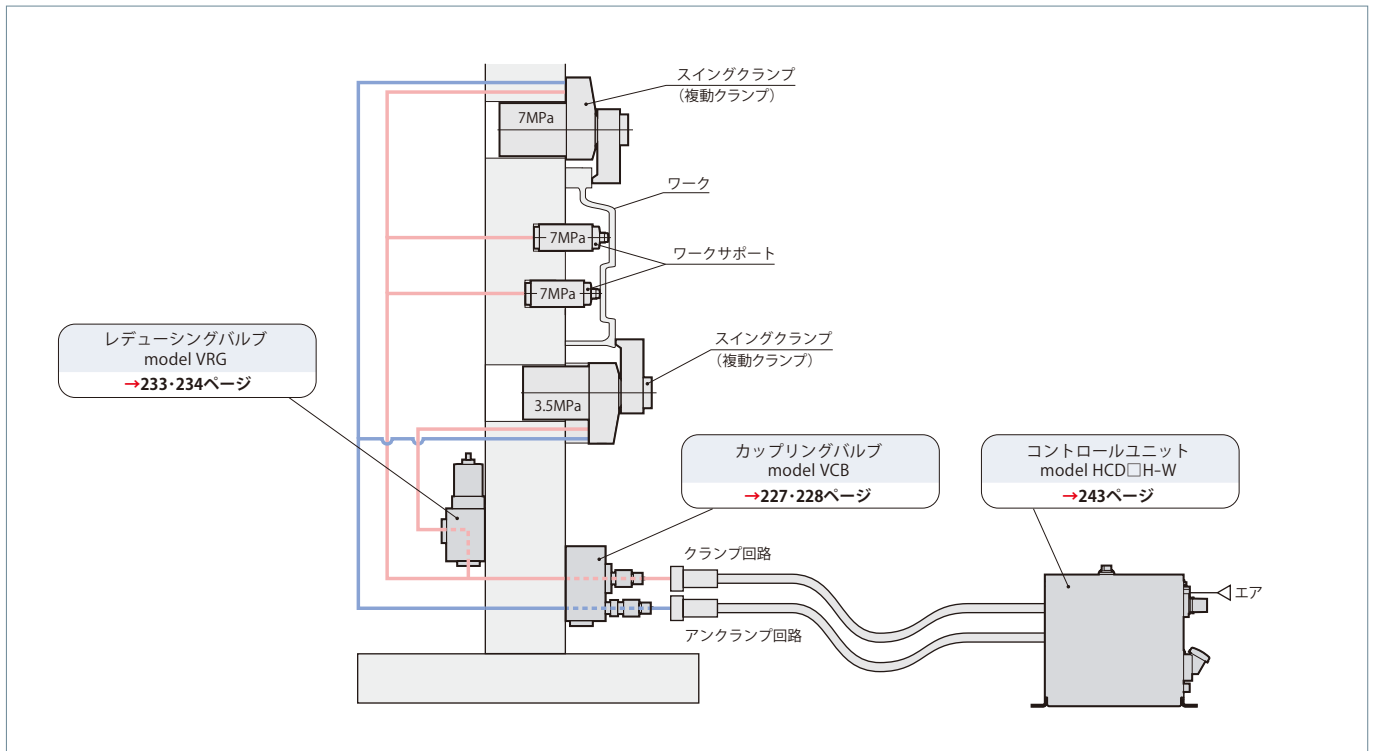 スイングクランプ
（複動クランプ）
7MPa
ワーク
7MPa
ワークサポート
7MPa
レデューシングバルブ
model VRG
→233・234ページ
スイングクランプ
（複動クランプ）
3.5MPa
カップリングバルブ
model VCB
→227・228ページ
コントロールユニット
model HCD□H-W
→243ページ
クランプ回路
エア
アンクランプ回路